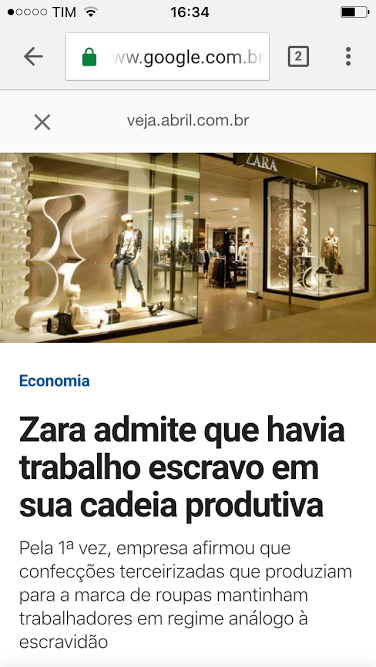 TIM 16:34
ww.google.com.br 2
veja.abril.com.br
ZARA
Economia
Zara admite que havia
trabalho escravo em
sua cadeia produtiva
Pela 1ª vez, empresa afirmou que
confecções terceirizadas que produziam
para a marca de roupas mantinham
trabalhadores em regime análogo à
escravidão